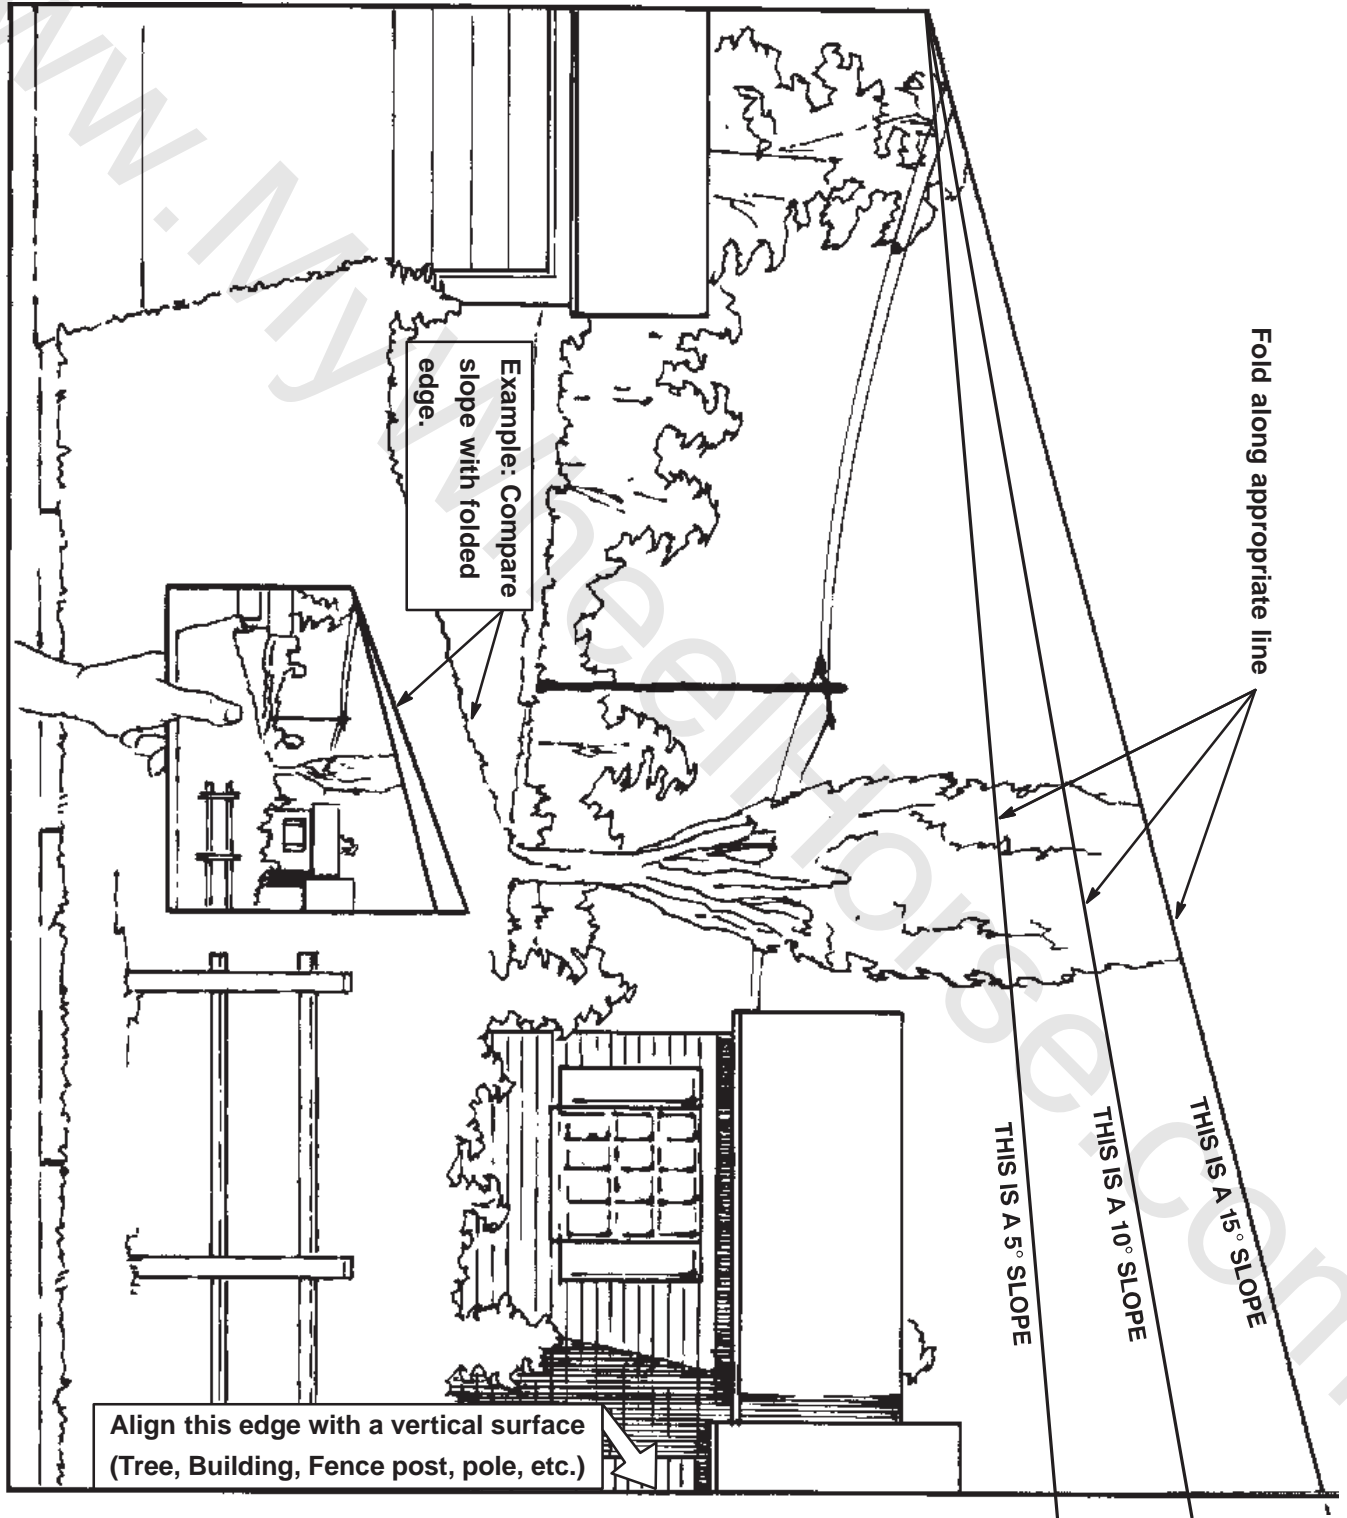 Fold along appropriate line
THIS IS A 15° SLOPE
THIS IS A 10° SLOPE
THIS IS A 5° SLOPE
Example: Compare
slope with folded
edge.
Align this edge with a vertical surface
(Tree, Building, Fence post, pole, etc.)
www.MyWheelHorse.com